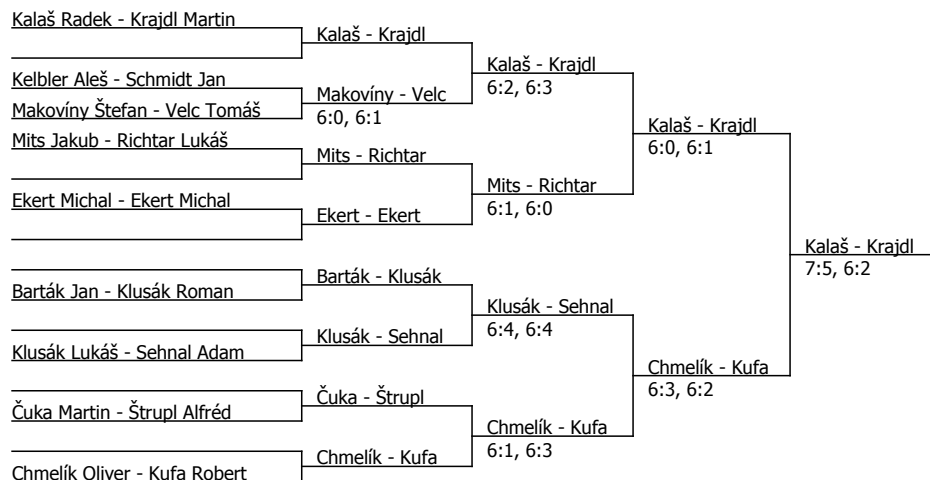 Kalaš Radek - Krajdl Martin
Kelbler Aleš - Schmidt Jan
Makovíny Štefan - Velc Tomáš
Mits Jakub - Richtar Lukáš
Ekert Michal - Ekert Michal
Barták Jan - Klusák Roman
Klusák Lukáš - Sehnal Adam
Čuka Martin - Štrupl Alfréd
Chmelík Oliver - Kufa Robert
Kalaš - Krajdl
Makovíny - Velc
6:0, 6:1
Mits - Richtar
Ekert - Ekert
Barták - Klusák
Klusák - Sehnal
Čuka - Štrupl
Chmelík - Kufa
Kalaš - Krajdl
6:2, 6:3
Mits - Richtar
6:1, 6:0
Klusák - Sehnal
6:4, 6:4
Chmelík - Kufa
6:1, 6:3
Kalaš - Krajdl
6:0, 6:1
Chmelík - Kufa
6:3, 6:2
Kalaš - Krajdl
7:5, 6:2